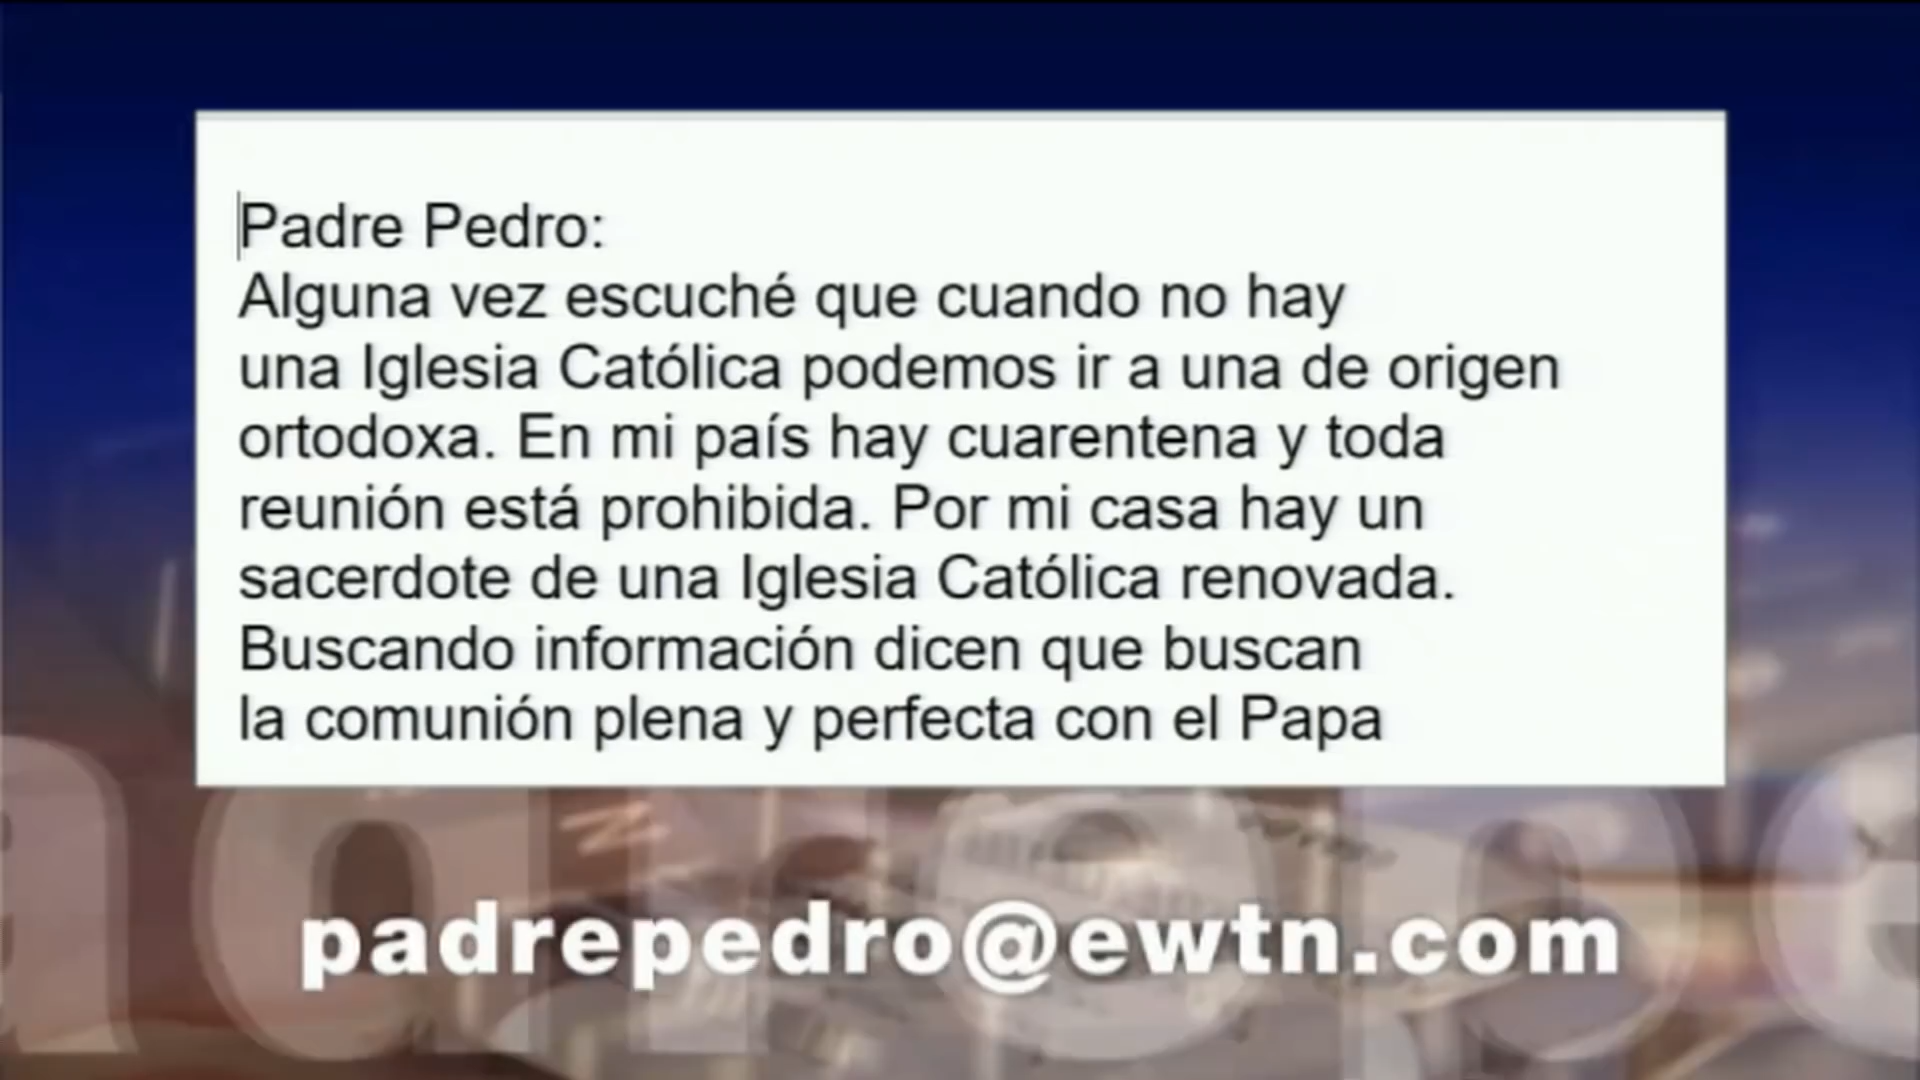 Padre Pedro:
Alguna vez escuché que cuando no hay
una Iglesia Católica podemos ir a una de origen
ortodoxa. En mi país hay cuarentena y toda
reunión está prohibida. Por mi casa hay un
sacerdote de una Iglesia Católica renovada.
Buscando información dicen que buscan
la comunión plena y perfecta con el Papa
padrepedro@ewtn.com